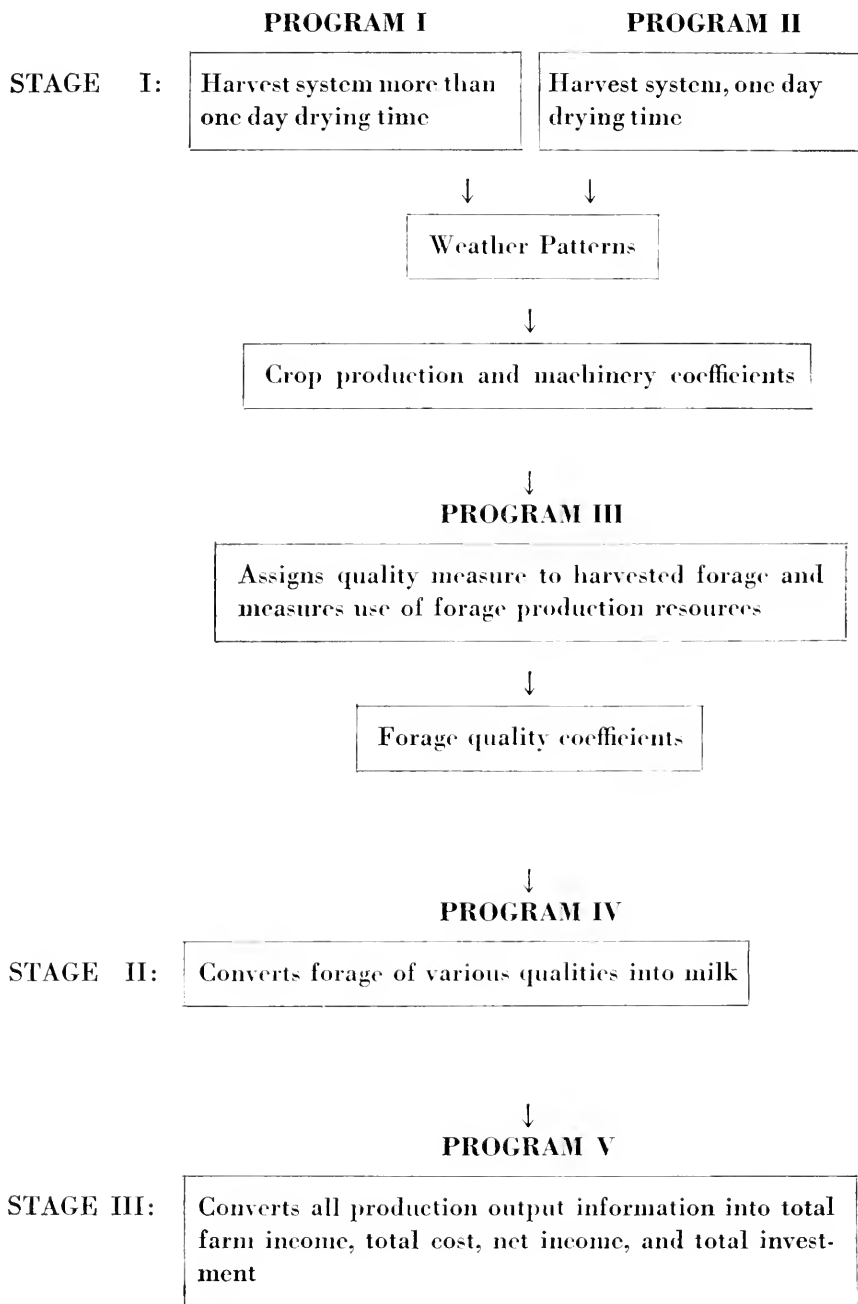 PROGRAM I PROGRAM II
STAGE I: Harvest system more than one day drying time
Harvest system, one day drying time
↓ ↓
Weather Patterns
↓
Crop production and machinery coefficients
↓
PROGRAM III
Assigns quality measure to harvested forage and
measures use of forage production resources
↓
Forage quality coefficients
↓
PROGRAM IV
STAGE II: Converts forage of various qualities into milk
↓
PROGRAM V
STAGE III: Converts all production output information into total
farm income, total cost, net income, and total invest-
ment